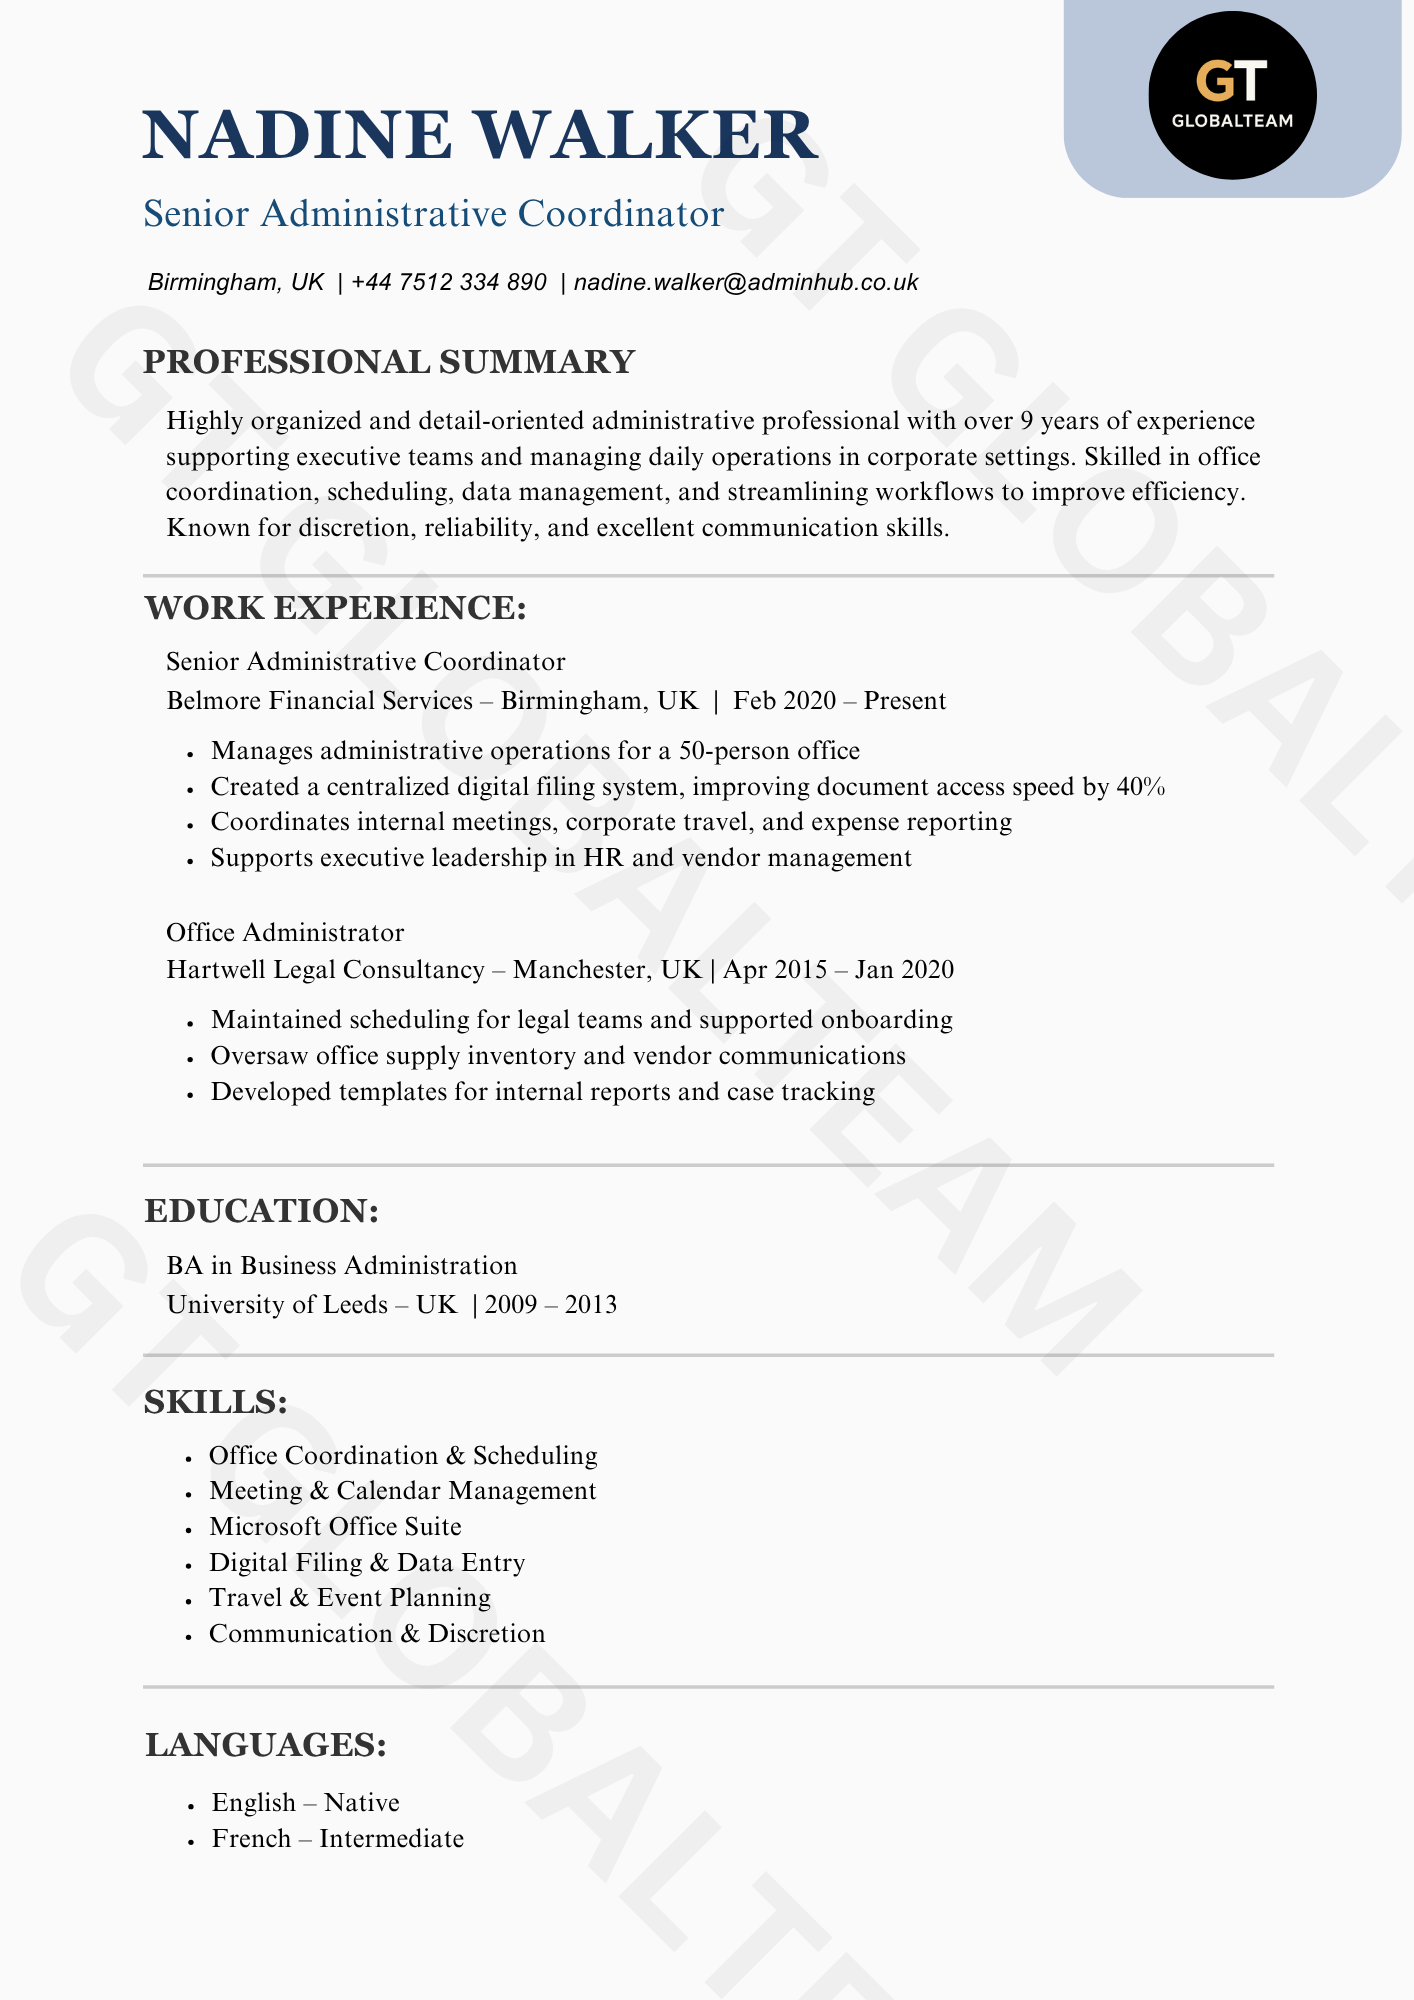 GT
GLOBALTEAM
NADINE WALKER
Senior Administrative Coordinator
Birmingham, UK | +44 7512 334 890 | nadine.walker@adminhub.co.uk
PROFESSIONAL SUMMARY
Highly organized and detail-oriented administrative professional with over 9 years of experience
supporting executive teams and managing daily operations in corporate settings. Skilled in office
coordination, scheduling, data management, and streamlining workflows to improve efficiency.
Known for discretion, reliability, and excellent communication skills.
WORK EXPERIENCE:
Senior Administrative Coordinator
Belmore Financial Services – Birmingham, UK | Feb 2020 – Present
• Manages administrative operations for a 50-person office
• Created a centralized digital filing system, improving document access speed by 40%
• Coordinates internal meetings, corporate travel, and expense reporting
• Supports executive leadership in HR and vendor management
Office Administrator
Hartwell Legal Consultancy – Manchester, UK | Apr 2015 – Jan 2020
• Maintained scheduling for legal teams and supported onboarding
• Oversaw office supply inventory and vendor communications
• Developed templates for internal reports and case tracking
EDUCATION:
BA in Business Administration
University of Leeds – UK | 2009 – 2013
SKILLS:
• Office Coordination & Scheduling
• Meeting & Calendar Management
• Microsoft Office Suite
• Digital Filing & Data Entry
• Travel & Event Planning
• Communication & Discretion
LANGUAGES:
• English – Native
• French – Intermediate
GT GLOBALT
GT GLOBALTEAM
GT GLOBALTE